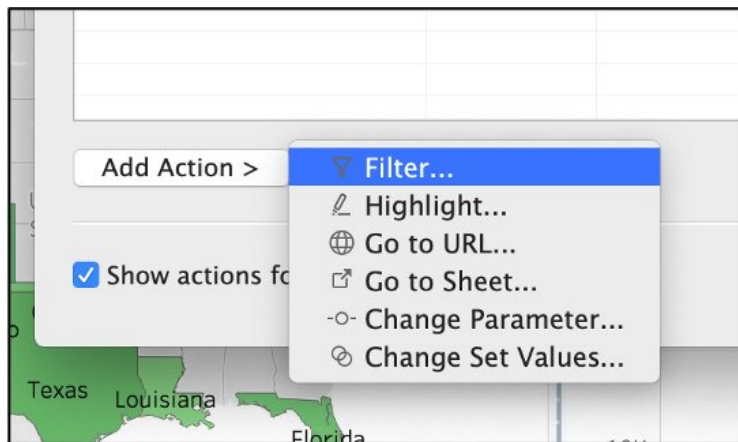 Add Action >
Filter...
Highlight...
Go to URL...
Go to Sheet...
Show actions fo
Change Parameter...
Change Set Values...
Texas
Louisiana
Florida